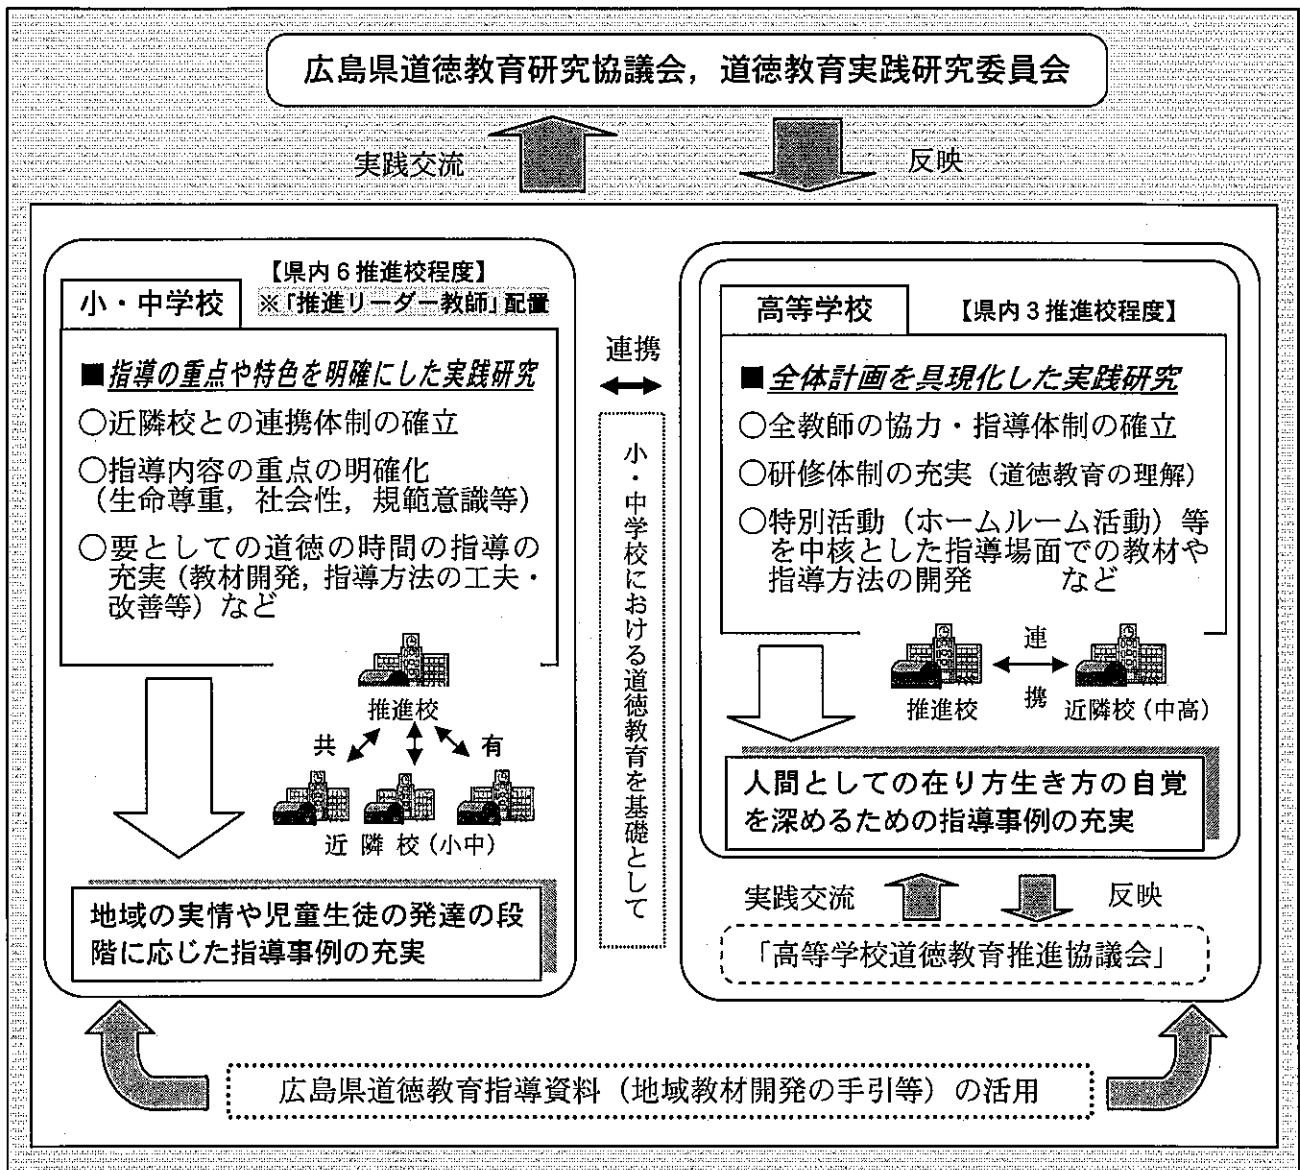 広島県道徳教育研究協議会，道徳教育実践研究委員会
実践交流
反映
小・中学校
【県内６推進校程度】
※「推進リーダー教師」配置
■指導の重点や特色を明確にした実践研究
○近隣校との連携体制の確立
○指導内容の重点の明確化
（生命尊重，社会性，規範意識等）
○要としての道徳の時間の指導の
充実（教材開発，指導方法の工夫・
改善等）など
推進校
共 有
近 隣 校（小中）
地域の実情や児童生徒の発達の段
階に応じた指導事例の充実
連携
小・中学校における道徳教育を基礎として
高等学校
【県内３推進校程度】
■全体計画を具現化した実践研究
○全教師の協力・指導体制の確立
○研修体制の充実（道徳教育の理解）
○特別活動（ホームルーム活動）等
を中核とした指導場面での教材や
指導方法の開発 など
連
携
推進校
近隣校（中高）
人間としての在り方生き方の自覚
を深めるための指導事例の充実
実践交流
反映
「高等学校道徳教育推進協議会」
広島県道徳教育指導資料（地域教材開発の手引等）の活用